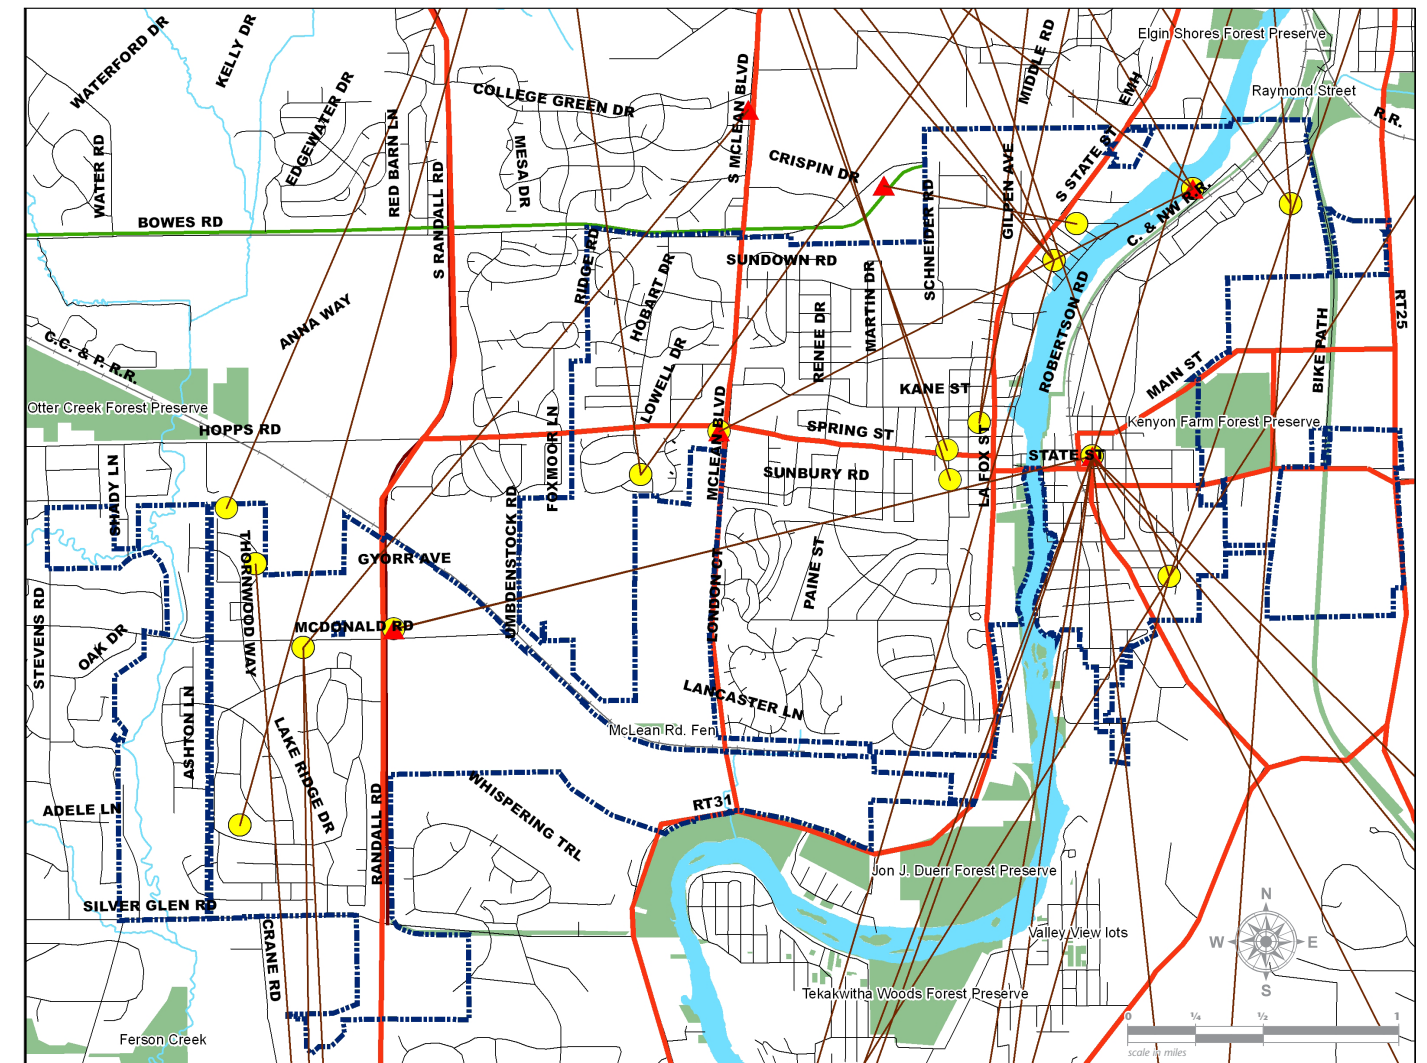 WATERFORD DR
KELLY DR
EDGEWATER DR
RED BARN LN
COLLEGE GREEN DR
S MCLEAN BLVD
MIDDLE RD
EMH
Elgin Shores Forest Preserve
Raymond Street
R.R.
WATER RD
MESA DR
CRISPIN DR
GILPEN AVE
S STATE ST
C. & NW R.R.
BOWES RD
S RANDALL RD
RIDGE RD
HOBART DR
SUNDOWN RD
SCHNEIDER RD
ANNA WAY
RENEE DR
MARTIN DR
ROBERTSON RD
BIKE PATH
RT25
C.C. & P. R.R.
LOWELL DR
KANE ST
MAIN ST
Otter Creek Forest Preserve
HOPPS RD
FOXMOOR LN
MCLEAN BLVD
SPRING ST
Kenyon Farm Forest Preserve
SHADY LN
SUNBURY RD
LA FOX ST
STATE ST
UMBDENSTOCK RD
GYORR AVE
THORNWOOD WAY
LONDON CT
PAINE ST
STEVENS RD
OAK DR
MCDONALD RD
ASHTON LN
LAKE RIDGE DR
LANCASTER LN
McLean Rd. Fen
ADELE LN
RANDALL RD
WHISPERING TRL
RT31
Jon J. Duerr Forest Preserve
SILVER GLEN RD
CRANE RD
Valley View lots
Tekakwitha Woods Forest Preserve
Ferson Creek
N
W
E
S
0 ¼ ½ 1
scale in miles